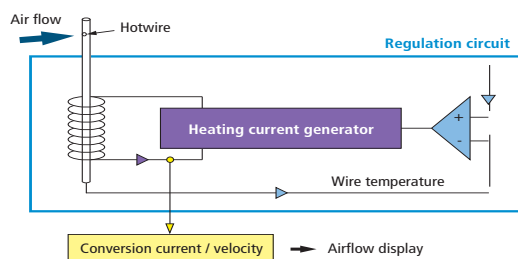 Air flow
Hotwire
Regulation circuit
Heating current generator
+
-
Wire temperature
Conversion current / velocity
Airflow display